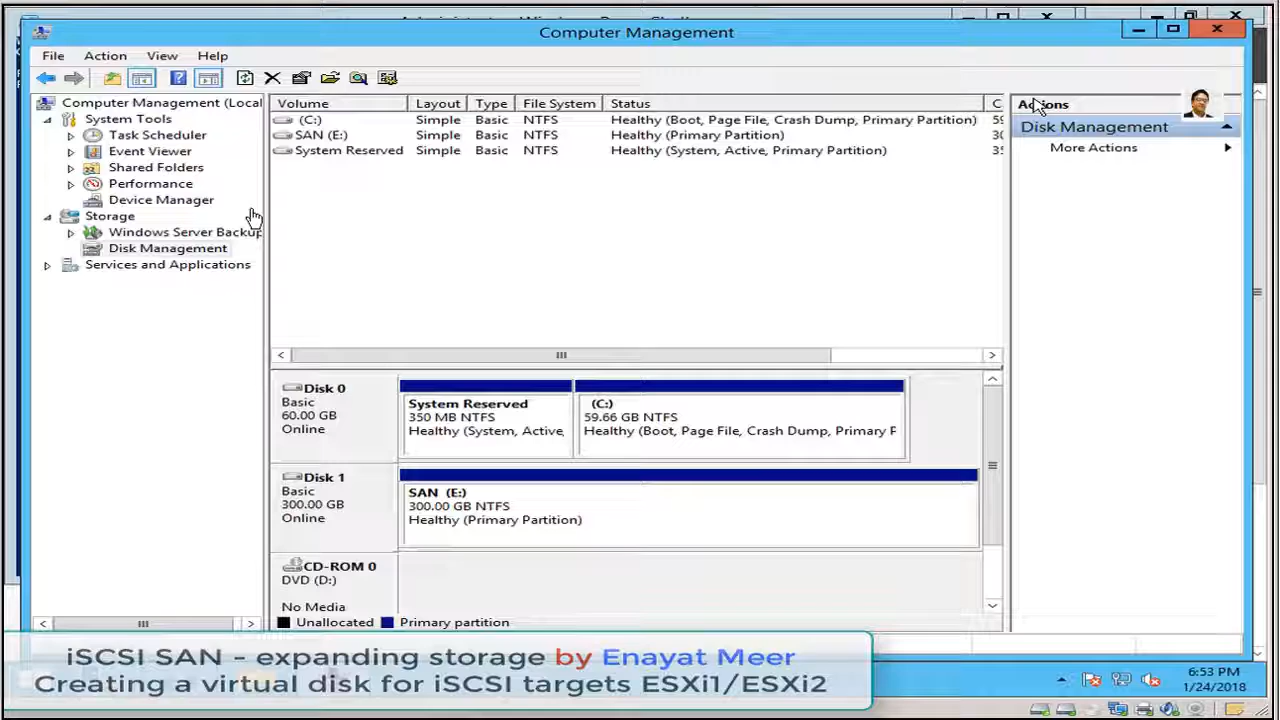 Computer Management
File Action View Help
Computer Management (Local
System Tools
Task Scheduler
Event Viewer
Shared Folders
Performance
Device Manager
Storage
Windows Server Backup
Disk Management
Services and Applications
Volume Layout Type File System Status C
(C:) Simple Basic NTFS Healthy (Boot, Page File, Crash Dump, Primary Partition) 59
SAN (E:) Simple Basic NTFS Healthy (Primary Partition) 30
System Reserved Simple Basic NTFS Healthy (System, Active, Primary Partition) 35
Actions
Disk Management
More Actions
Disk 0
Basic
60.00 GB
Online
System Reserved
350 MB NTFS
Healthy (System, Active,
(C:)
59.66 GB NTFS
Healthy (Boot, Page File, Crash Dump, Primary P
Disk 1
Basic
300.00 GB
Online
SAN (E:)
300.00 GB NTFS
Healthy (Primary Partition)
CD-ROM 0
DVD (D:)
No Media
Unallocated Primary partition
iSCSI SAN - expanding storage by Enayat Meer
Creating a virtual disk for iSCSI targets ESXi1/ESXi2
6:53 PM
1/24/2018